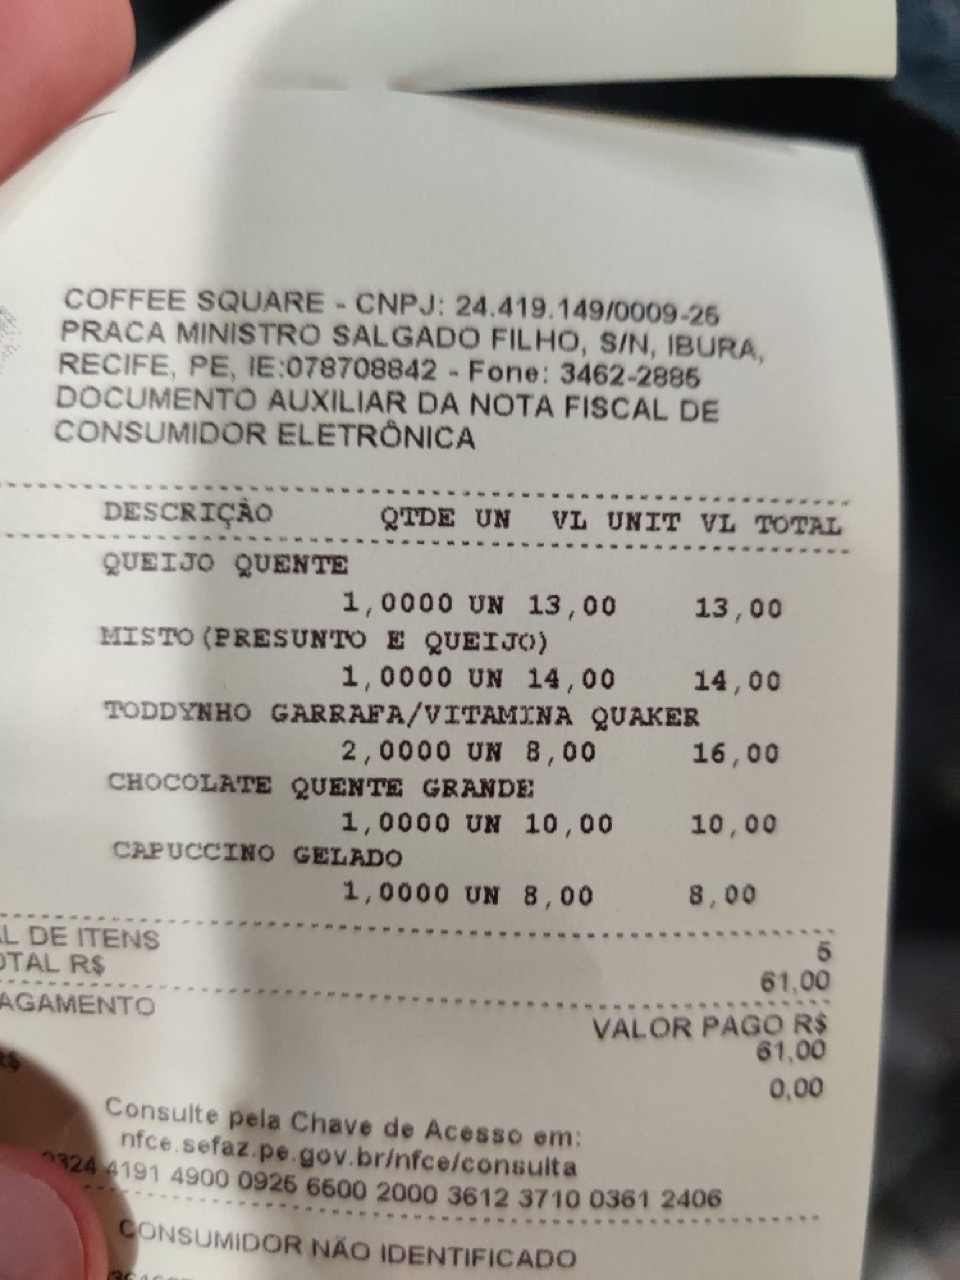 COFFEE SQUARE - CNPJ: 24.419.149/0009-25
PRACA MINISTRO SALGADO FILHO, S/N, IBURA,
RECIFE, PE, IE:078708842 - Fone: 3462-2885
DOCUMENTO AUXILIAR DA NOTA FISCAL DE
CONSUMIDOR ELETRÔNICA
DESCRIÇÃO QTDE UN VL UNIT VL TOTAL
QUEIJO QUENTE
1,0000 UN 13,00 13,00
MISTO(PRESUNTO E QUEIJO)
1,0000 UN 14,00 14,00
TODDYNHO GARRAFA/VITAMINA QUAKER
2,0000 UN 8,00 16,00
CHOCOLATE QUENTE GRANDE
1,0000 UN 10,00 10,00
CAPUCCINO GELADO
1,0000 UN 8,00 8,00
L DE ITENS 5
OTAL R$ 61,00
AGAMENTO VALOR PAGO R$
61,00
R$ 0,00
Consulte pela Chave de Acesso em:
nfce.sefaz.pe.gov.br/nfce/consulta
0324 4191 4900 0925 6500 2000 3612 3710 0361 2406
CONSUMIDOR NÃO IDENTIFICADO